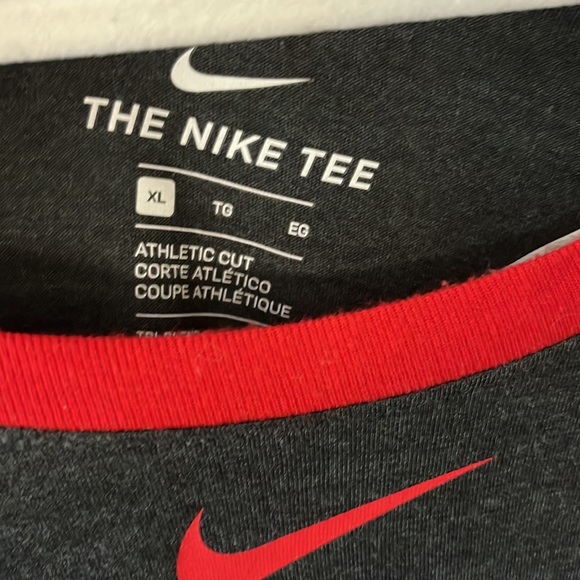 THE NIKE TEE
XL TG EG
ATHLETIC CUT
CORTE ATLÉTICO
COUPE ATHLÉTIQUE